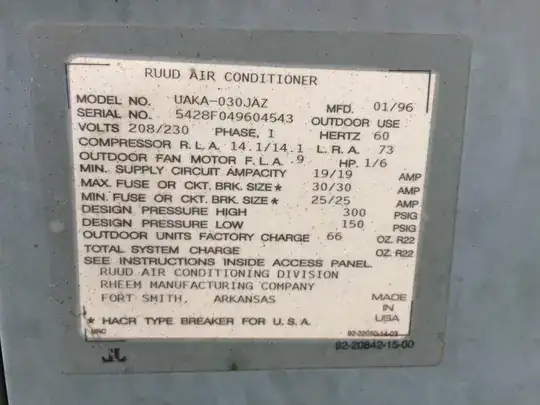 RUUD AIR CONDITIONER
MODEL NO. UAKA-030JAZ MFD. 01/96
SERIAL NO. 5428F049604543 OUTDOOR USE
VOLTS 208/230 PHASE, 1 HERTZ 60
COMPRESSOR R.L.A. 14.1/14.1 L.R.A. 73
OUTDOOR FAN MOTOR F.L.A. .9 HP. 1/6
MIN. SUPPLY CIRCUIT AMPACITY 19/19 AMP
MAX. FUSE OR CKT. BRK. SIZE* 30/30 AMP
MIN. FUSE OR CKT. BRK. SIZE* 25/25 AMP
DESIGN PRESSURE HIGH 300 PSIG
DESIGN PRESSURE LOW 150 PSIG
OUTDOOR UNITS FACTORY CHARGE 66 OZ. R22
TOTAL SYSTEM CHARGE OZ. R22
SEE INSTRUCTIONS INSIDE ACCESS PANEL.
RUUD AIR CONDITIONING DIVISION
RHEEM MANUFACTURING COMPANY
FORT SMITH, ARKANSAS
MADE
IN
USA
* HACR TYPE BREAKER FOR U.S.A.
92-20842-15-00